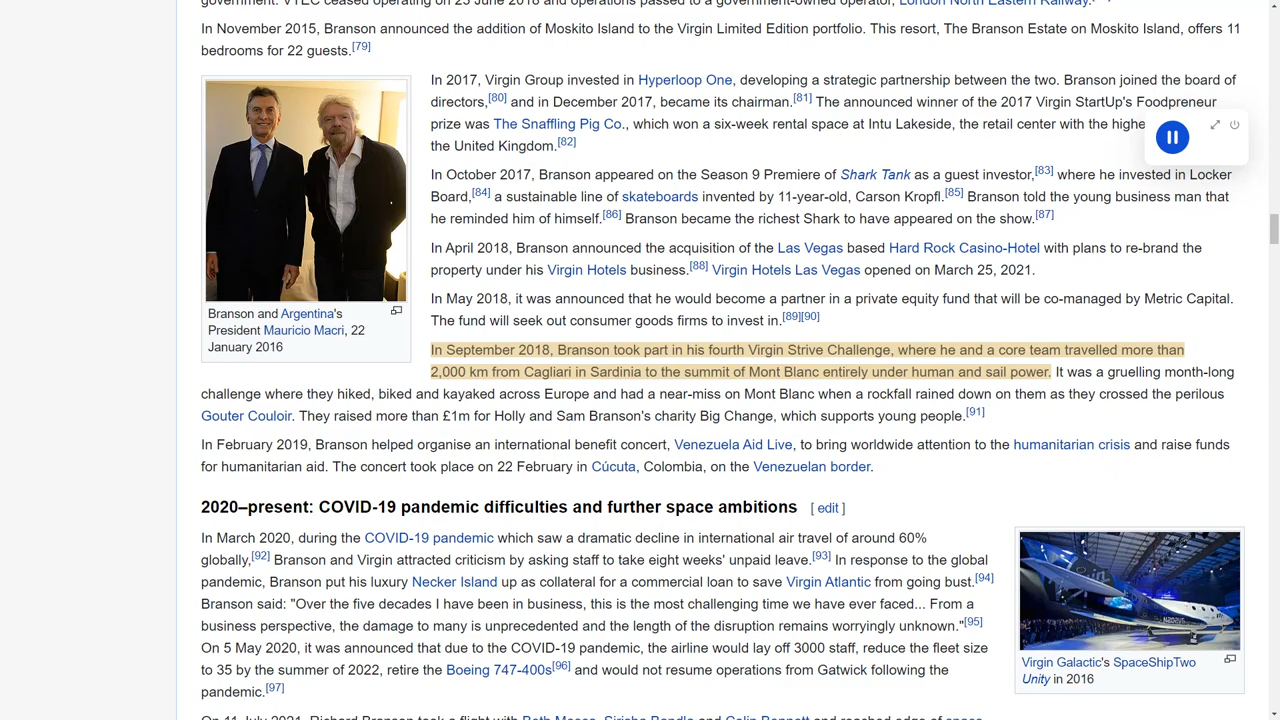 government. VTEC ceased operating on 23 June 2018 and operations passed to a government-owned operator, London North Eastern Railway.
In November 2015, Branson announced the addition of Moskito Island to the Virgin Limited Edition portfolio. This resort, The Branson Estate on Moskito Island, offers 11
bedrooms for 22 guests.[79]
In 2017, Virgin Group invested in Hyperloop One, developing a strategic partnership between the two. Branson joined the board of
directors,[80] and in December 2017, became its chairman.[81] The announced winner of the 2017 Virgin StartUp's Foodpreneur
prize was The Snaffling Pig Co., which won a six-week rental space at Intu Lakeside, the retail center with the highe
the United Kingdom.[82]
In October 2017, Branson appeared on the Season 9 Premiere of Shark Tank as a guest investor,[83] where he invested in Locker
Board,[84] a sustainable line of skateboards invented by 11-year-old, Carson Kropfl.[85] Branson told the young business man that
he reminded him of himself.[86] Branson became the richest Shark to have appeared on the show.[87]
In April 2018, Branson announced the acquisition of the Las Vegas based Hard Rock Casino-Hotel with plans to re-brand the
property under his Virgin Hotels business.[88] Virgin Hotels Las Vegas opened on March 25, 2021.
In May 2018, it was announced that he would become a partner in a private equity fund that will be co-managed by Metric Capital.
The fund will seek out consumer goods firms to invest in.[89][90]
Branson and Argentina's
President Mauricio Macri, 22
January 2016
In September 2018, Branson took part in his fourth Virgin Strive Challenge, where he and a core team travelled more than
2,000 km from Cagliari in Sardinia to the summit of Mont Blanc entirely under human and sail power. It was a gruelling month-long
challenge where they hiked, biked and kayaked across Europe and had a near-miss on Mont Blanc when a rockfall rained down on them as they crossed the perilous
Gouter Couloir. They raised more than £1m for Holly and Sam Branson's charity Big Change, which supports young people.[91]
In February 2019, Branson helped organise an international benefit concert, Venezuela Aid Live, to bring worldwide attention to the humanitarian crisis and raise funds
for humanitarian aid. The concert took place on 22 February in Cúcuta, Colombia, on the Venezuelan border.
2020–present: COVID-19 pandemic difficulties and further space ambitions [ edit ]
In March 2020, during the COVID-19 pandemic which saw a dramatic decline in international air travel of around 60%
globally,[92] Branson and Virgin attracted criticism by asking staff to take eight weeks' unpaid leave.[93] In response to the global
pandemic, Branson put his luxury Necker Island up as collateral for a commercial loan to save Virgin Atlantic from going bust.[94]
Branson said: "Over the five decades I have been in business, this is the most challenging time we have ever faced... From a
business perspective, the damage to many is unprecedented and the length of the disruption remains worryingly unknown."[95]
On 5 May 2020, it was announced that due to the COVID-19 pandemic, the airline would lay off 3000 staff, reduce the fleet size
to 35 by the summer of 2022, retire the Boeing 747-400s[96] and would not resume operations from Gatwick following the
pandemic.[97]
Virgin Galactic's SpaceShipTwo
Unity in 2016
On 11 July 2021, Richard Branson took a flight with Beth Moses, Sirisha Bandla and Colin Bennett and reached edge of space